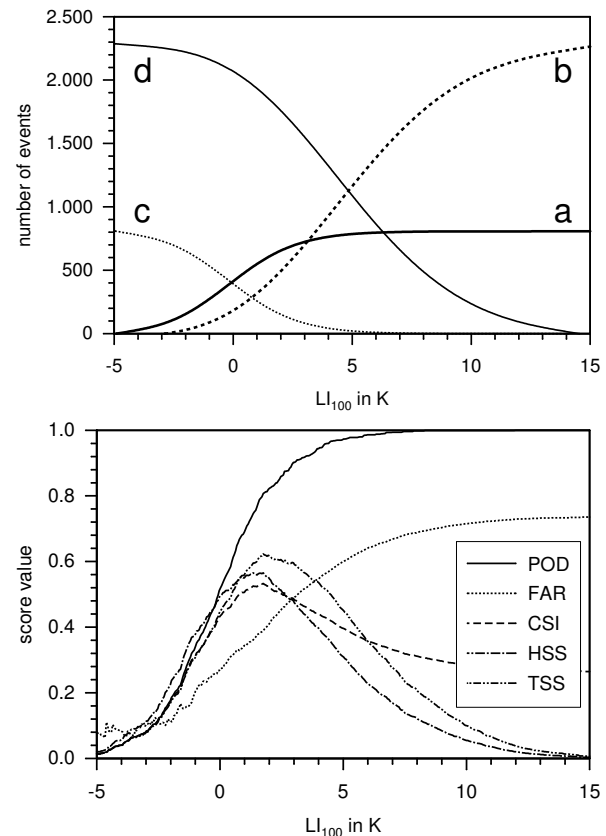 2.500
2.000
1.500
1.000
500
0
number of events
d
b
c
a
-5 0 5 10 15
LI100 in K
1.0
0.8
0.6
0.4
0.2
0.0
score value
POD
FAR
CSI
HSS
TSS
-5 0 5 10 15
LI100 in K